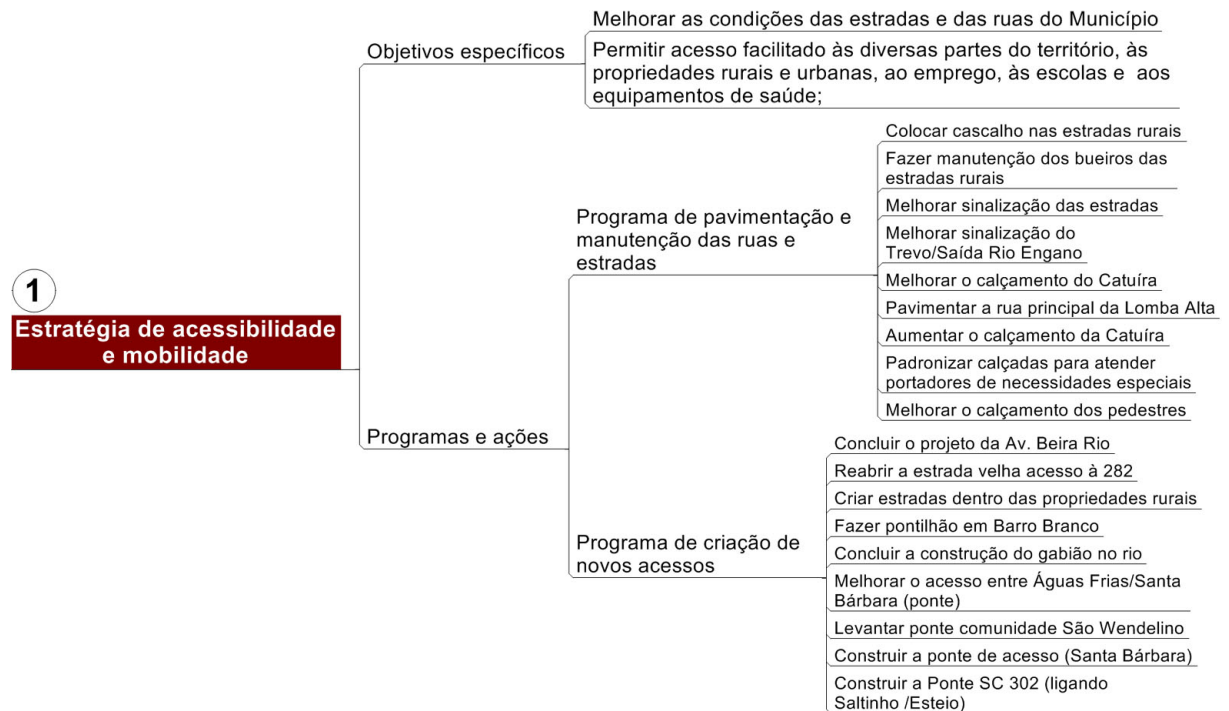 1
Estratégia de acessibilidade
e mobilidade
Objetivos específicos
Melhorar as condições das estradas e das ruas do Município
Permitir acesso facilitado às diversas partes do território, às
propriedades rurais e urbanas, ao emprego, às escolas e aos
equipamentos de saúde;
Programas e ações
Programa de pavimentação e
manutenção das ruas e
estradas
Colocar cascalho nas estradas rurais
Fazer manutenção dos bueiros das
estradas rurais
Melhorar sinalização das estradas
Melhorar sinalização do
Trevo/Saída Rio Engano
Melhorar o calçamento do Catuíra
Pavimentar a rua principal da Lomba Alta
Aumentar o calçamento da Catuíra
Padronizar calçadas para atender
portadores de necessidades especiais
Melhorar o calçamento dos pedestres
Programa de criação de
novos acessos
Concluir o projeto da Av. Beira Rio
Reabrir a estrada velha acesso à 282
Criar estradas dentro das propriedades rurais
Fazer pontilhão em Barro Branco
Concluir a construção do gabião no rio
Melhorar o acesso entre Águas Frias/Santa
Bárbara (ponte)
Levantar ponte comunidade São Wendelino
Construir a ponte de acesso (Santa Bárbara)
Construir a Ponte SC 302 (ligando
Saltinho /Esteio)